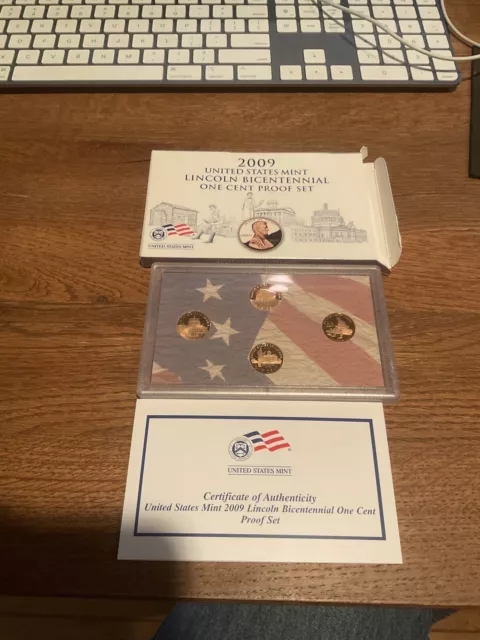 2009
UNITED STATES MINT
LINCOLN BICENTENNIAL
ONE CENT PROOF SET
UNITED STATES MINT
UNITED STATES MINT
Certificate of Authenticity
United States Mint 2009 Lincoln Bicentennial One Cent
Proof Set